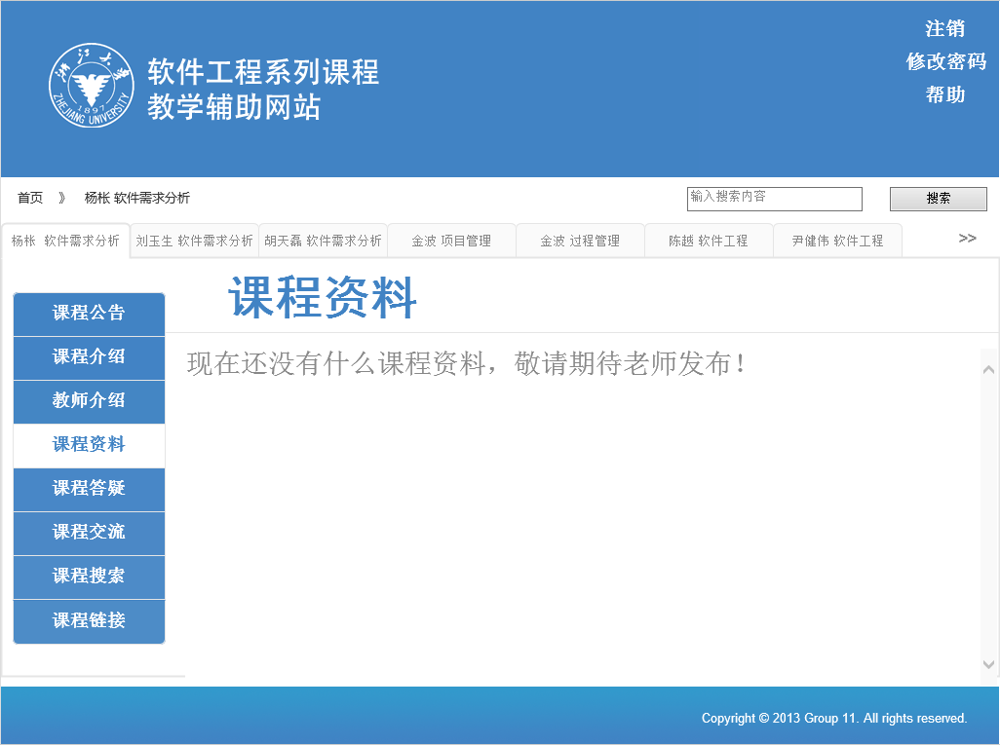 注销
修改密码
帮助
浙江大学
ZHEJIANG UNIVERSITY
1897
软件工程系列课程
教学辅助网站
首页 》 杨枨 软件需求分析
输入搜索内容
搜索
杨枨 软件需求分析
刘玉生 软件需求分析
胡天磊 软件需求分析
金波 项目管理
金波 过程管理
陈越 软件工程
尹健伟 软件工程
>>
课程公告
课程介绍
教师介绍
课程资料
课程答疑
课程交流
课程搜索
课程链接
课程资料
现在还没有什么课程资料，敬请期待老师发布！
Copyright © 2013 Group 11. All rights reserved.